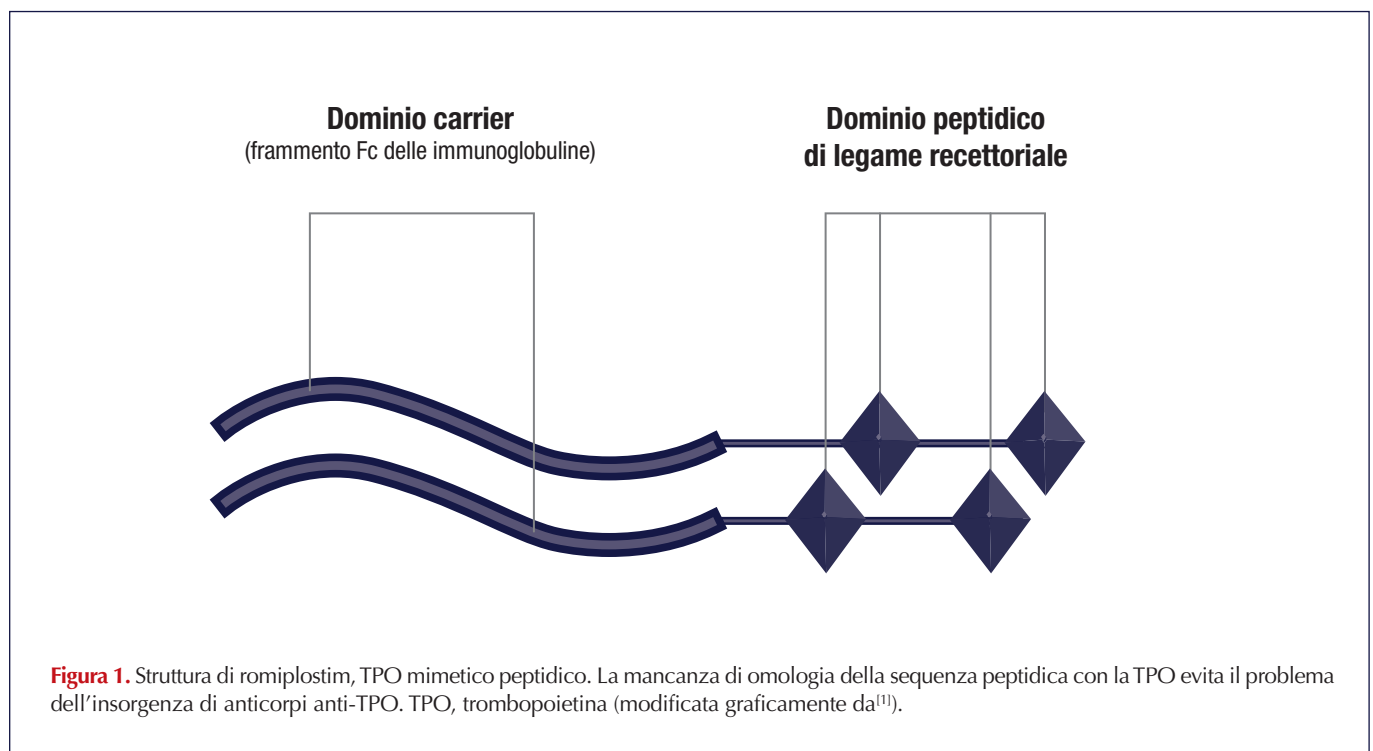 Dominio carrier
(frammento Fc delle immunoglobuline)
Dominio peptidico
di legame recettoriale
Figura 1. Struttura di romiplostim, TPO mimetico peptidico. La mancanza di omologia della sequenza peptidica con la TPO evita il problema
dell'insorgenza di anticorpi anti-TPO. TPO, trombopoietina (modificata graficamente da[1]).